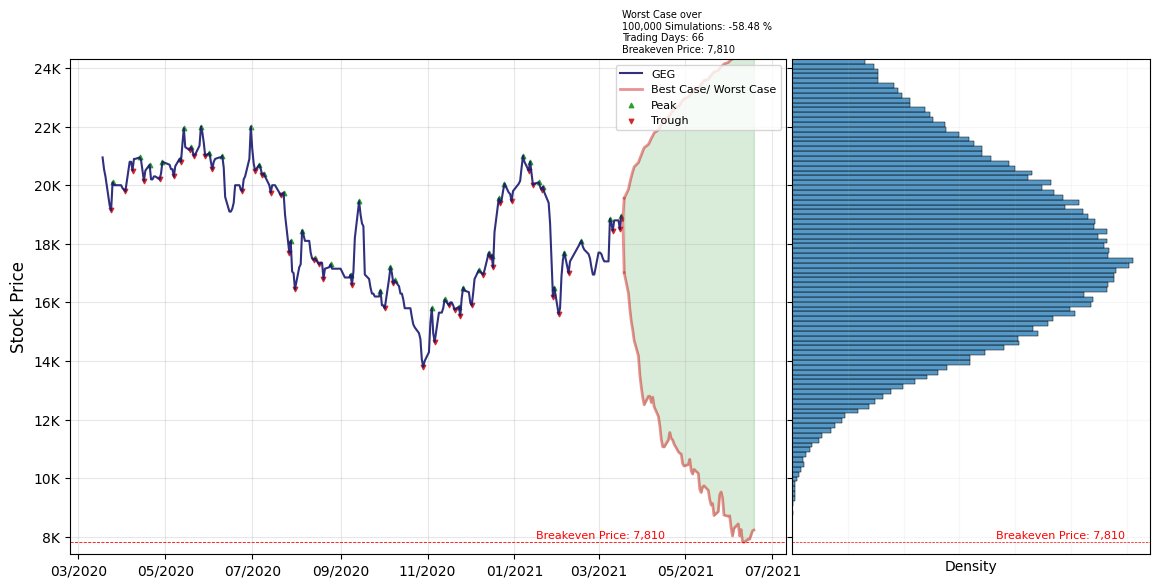 Worst Case over
100,000 Simulations: -58.48 %
Trading Days: 66
Breakeven Price: 7,810
24K
22K
20K
18K
16K
14K
12K
10K
8K
Stock Price
GEG
Best Case/ Worst Case
Peak
Trough
Breakeven Price: 7,810
Breakeven Price: 7,810
03/2020
05/2020
07/2020
09/2020
11/2020
01/2021
03/2021
05/2021
07/2021
Density